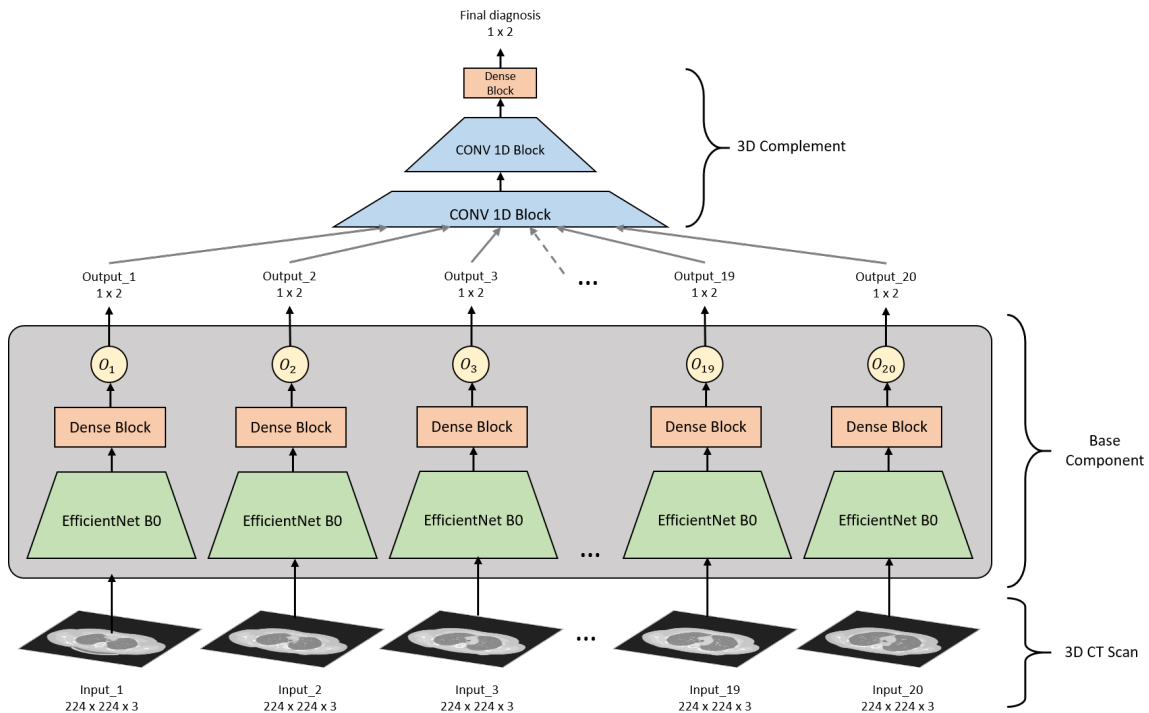 Final diagnosis
1 x 2
Dense
Block
CONV 1D Block
3D Complement
CONV 1D Block
Output_1
1 x 2
Output_2
1 x 2
Output_3
1 x 2
...
Output_19
1 x 2
Output_20
1 x 2
O1
O2
O3
O19
O20
Dense Block
Dense Block
Dense Block
Dense Block
Dense Block
Base
Component
EfficientNet B0
EfficientNet B0
EfficientNet B0
...
EfficientNet B0
EfficientNet B0
...
3D CT Scan
Input_1
224 x 224 x 3
Input_2
224 x 224 x 3
Input_3
224 x 224 x 3
Input_19
224 x 224 x 3
Input_20
224 x 224 x 3